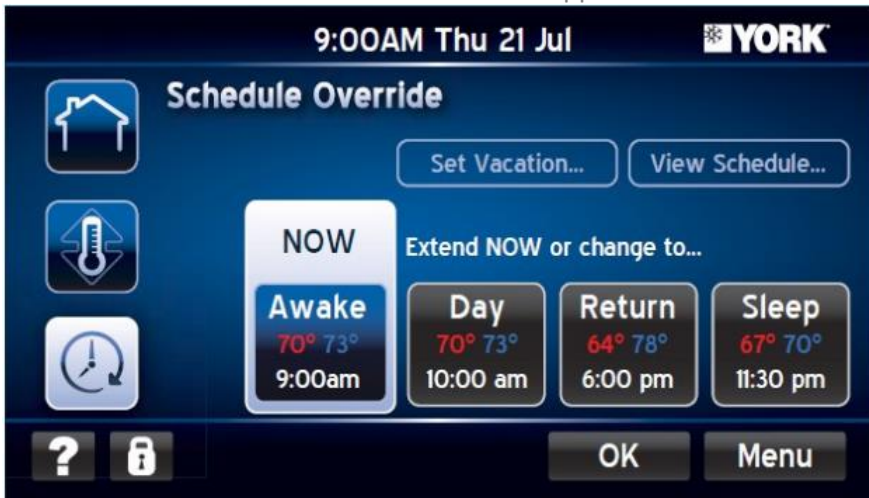 9:00AM Thu 21 Jul
YORK
Schedule Override
Set Vacation...
View Schedule...
NOW
Extend NOW or change to...
Awake
70° 73°
9:00am
Day
70° 73°
10:00 am
Return
64° 78°
6:00 pm
Sleep
67° 70°
11:30 pm
?
OK
Menu